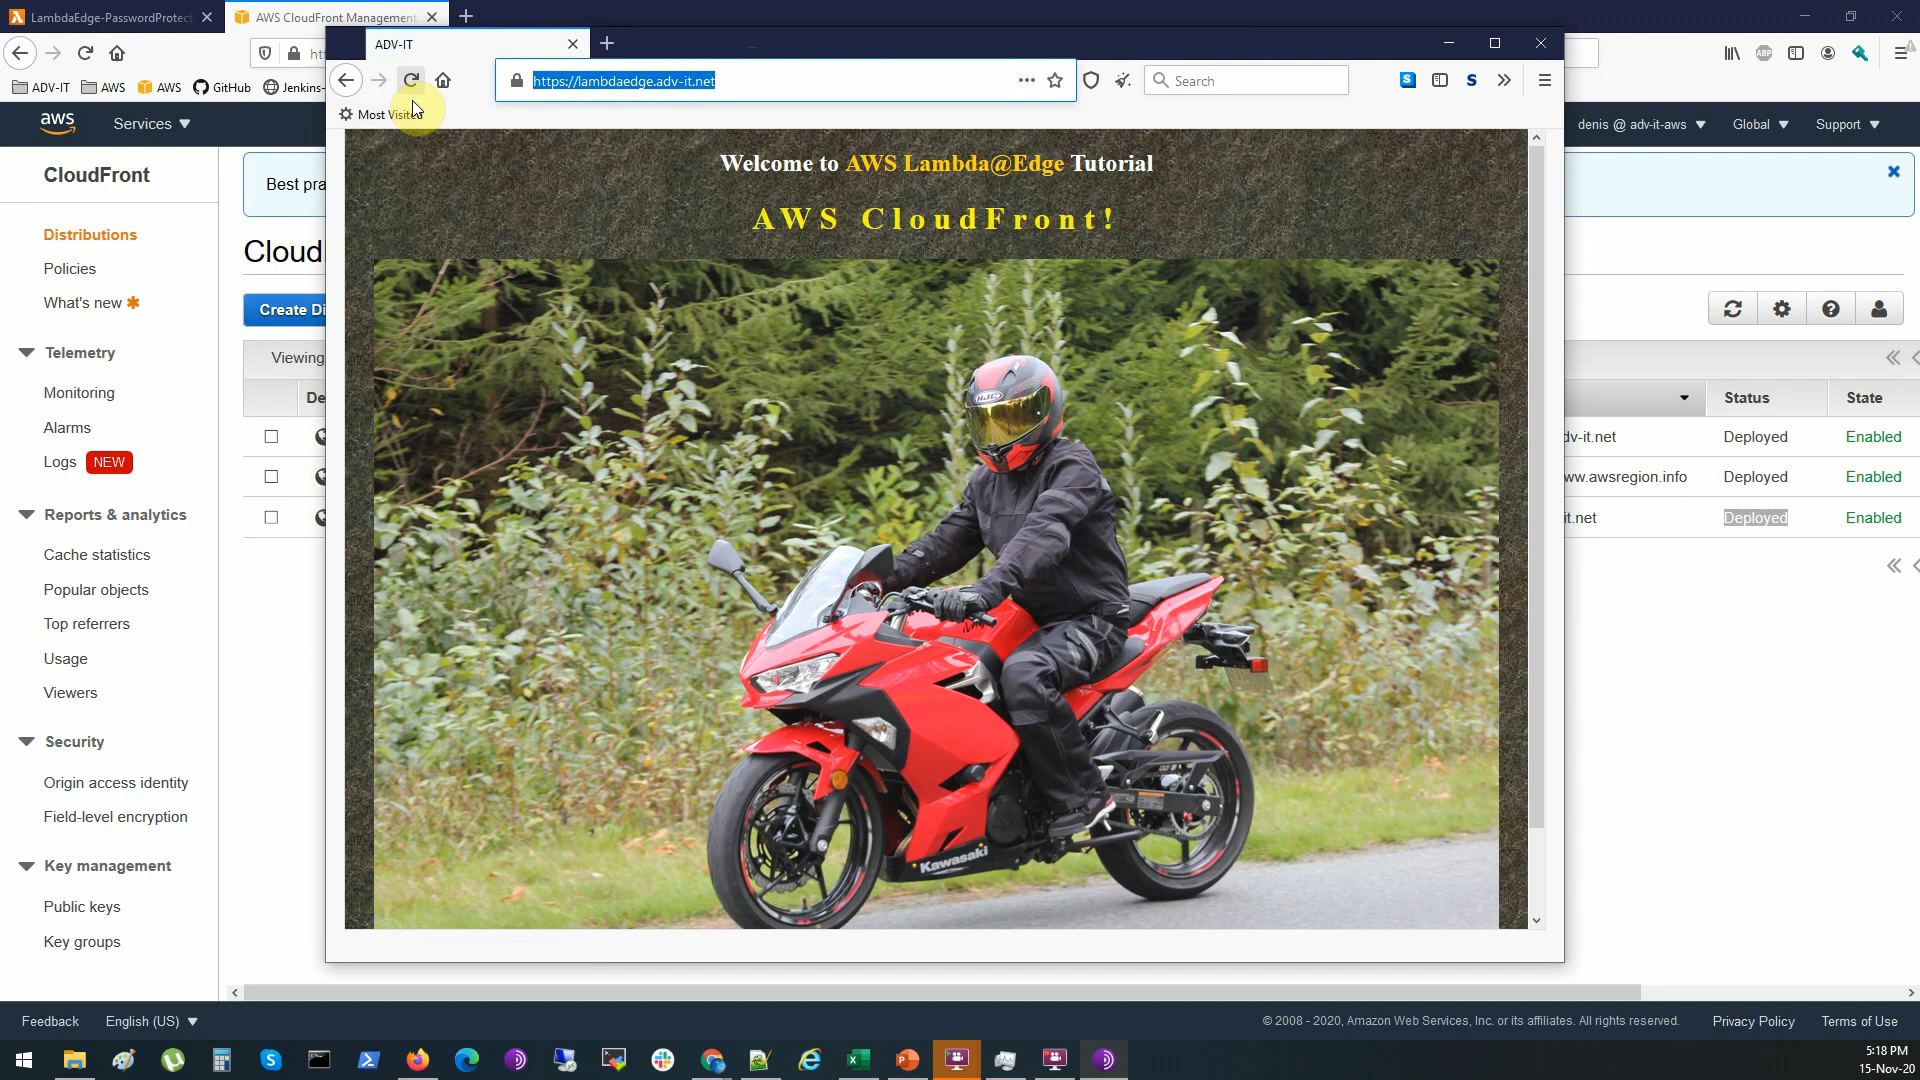 LambdaEdge-PasswordProtect
AWS CloudFront Management
ADV-IT
ADV-IT
AWS
AWS
GitHub
Jenkins-
https://lambdaedge.adv-it.net
Search
Most Visited
aws
Services
denis @ adv-it-aws
Global
Support
CloudFront
Distributions
Policies
What's new
Telemetry
Monitoring
Alarms
Logs NEW
Reports & analytics
Cache statistics
Popular objects
Top referrers
Usage
Viewers
Security
Origin access identity
Field-level encryption
Key management
Public keys
Key groups
Best pra
Cloud
Create Di
Viewing
De
Welcome to AWS Lambda@Edge Tutorial
AWS CloudFront!
HJC
Kawasaki
Status State
dv-it.net Deployed Enabled
ww.awsregion.info Deployed Enabled
it.net Deployed Enabled
Feedback English (US)
© 2008 - 2020, Amazon Web Services, Inc. or its affiliates. All rights reserved. Privacy Policy Terms of Use
5:18 PM
15-Nov-20